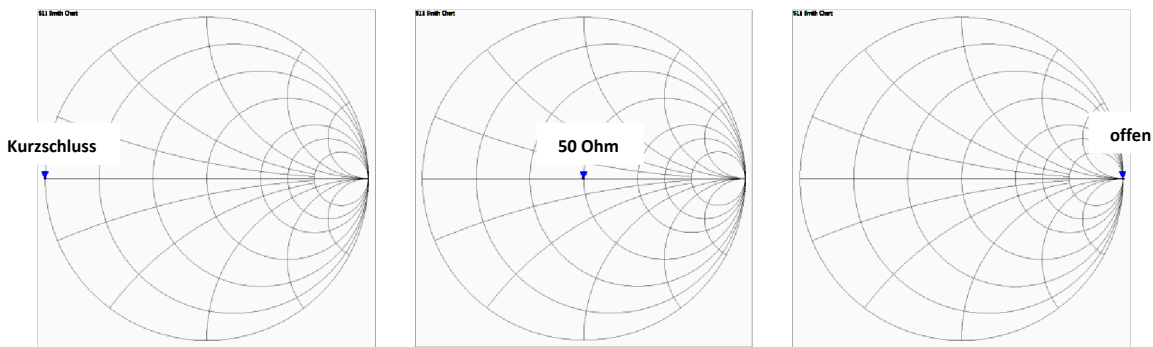 S11 Smith Chart
S11 Smith Chart
S11 Smith Chart
Kurzschluss
50 Ohm
offen